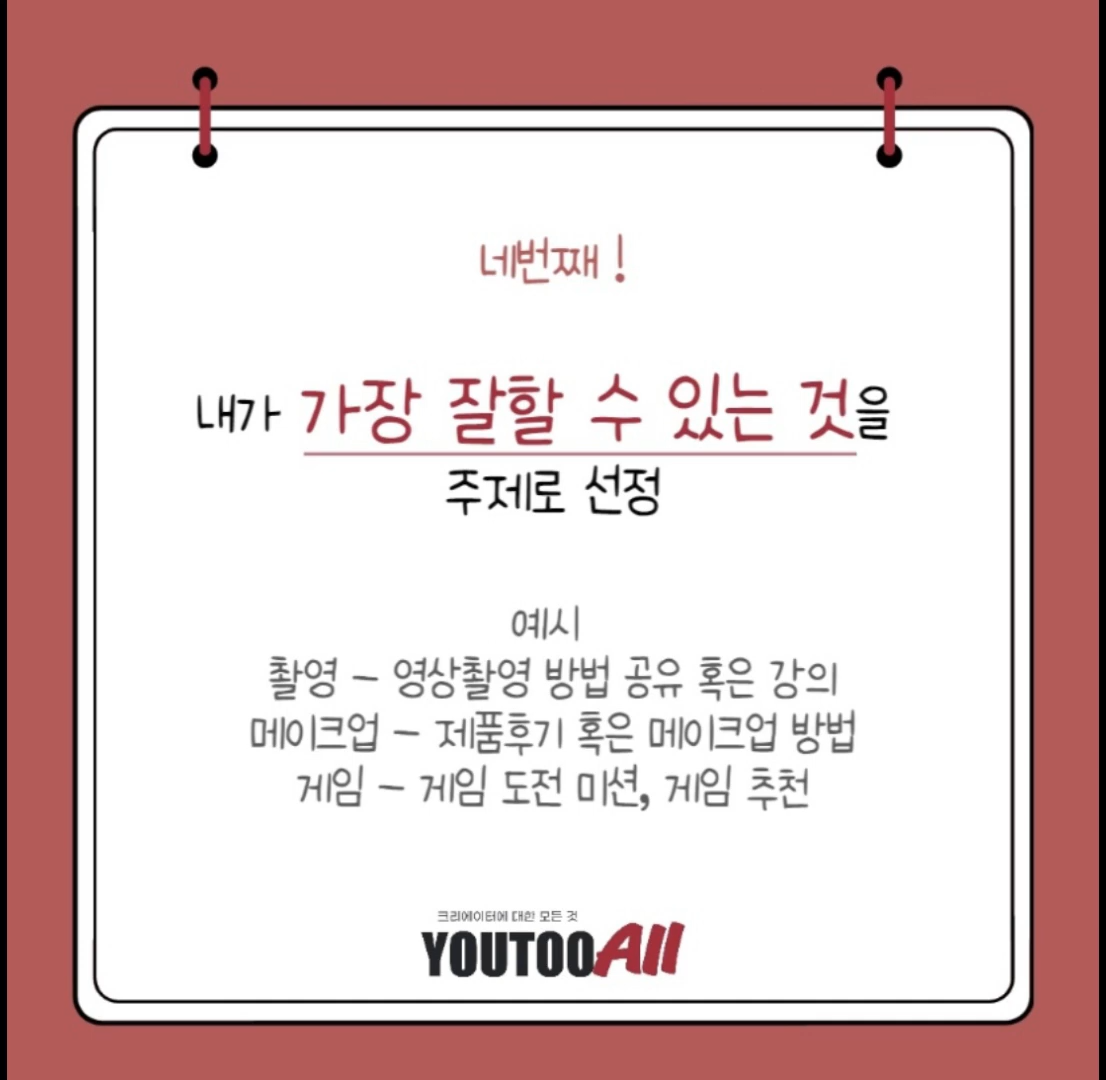 네번째 !
내가 가장 잘할 수 있는 것을
주제로 선정
예시
촬영 - 영상촬영 방법 공유 혹은 강의
메이크업 - 제품후기 혹은 메이크업 방법
게임 - 게임 도전 미션, 게임 추천
크리에이터에 대한 모든 것
YOUTOOAll